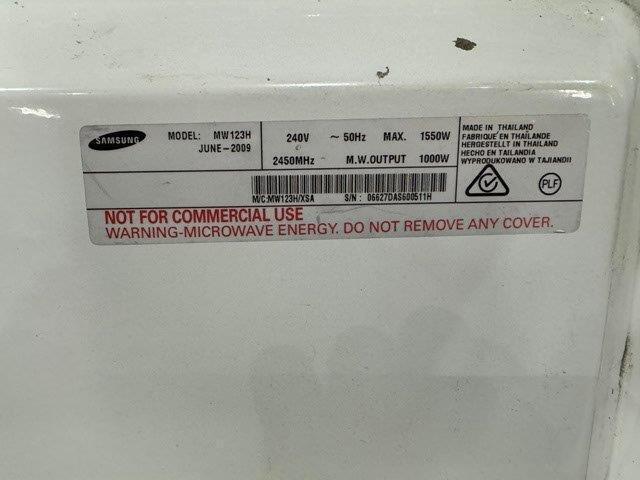 SAMSUNG
MODEL: MW123H
JUNE-2009
240V ~ 50Hz MAX. 1550W
2450MHz M.W.OUTPUT 1000W
MADE IN THAILAND
FABRIQUE EN THAILANDE
HERGESTELLT IN THAILAND
HECHO EN TAILANDIA
WYPRODUKOWANO W TAJLANDII
PLF
M/C:MW123H/XSA S/N : 06627DAS600511H
NOT FOR COMMERCIAL USE
WARNING-MICROWAVE ENERGY. DO NOT REMOVE ANY COVER.